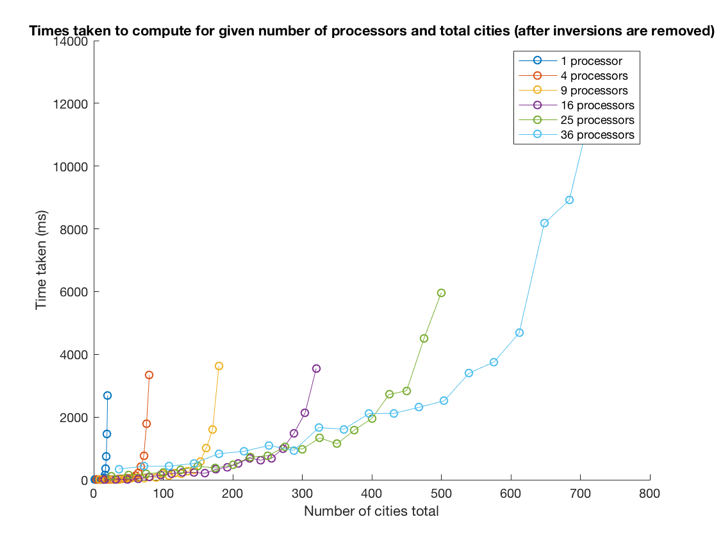 Times taken to compute for given number of processors and total cities (after inversions are removed)
14000
12000
10000
8000
6000
4000
2000
0
Time taken (ms)
1 processor
4 processors
9 processors
16 processors
25 processors
36 processors
0 100 200 300 400 500 600 700 800
Number of cities total